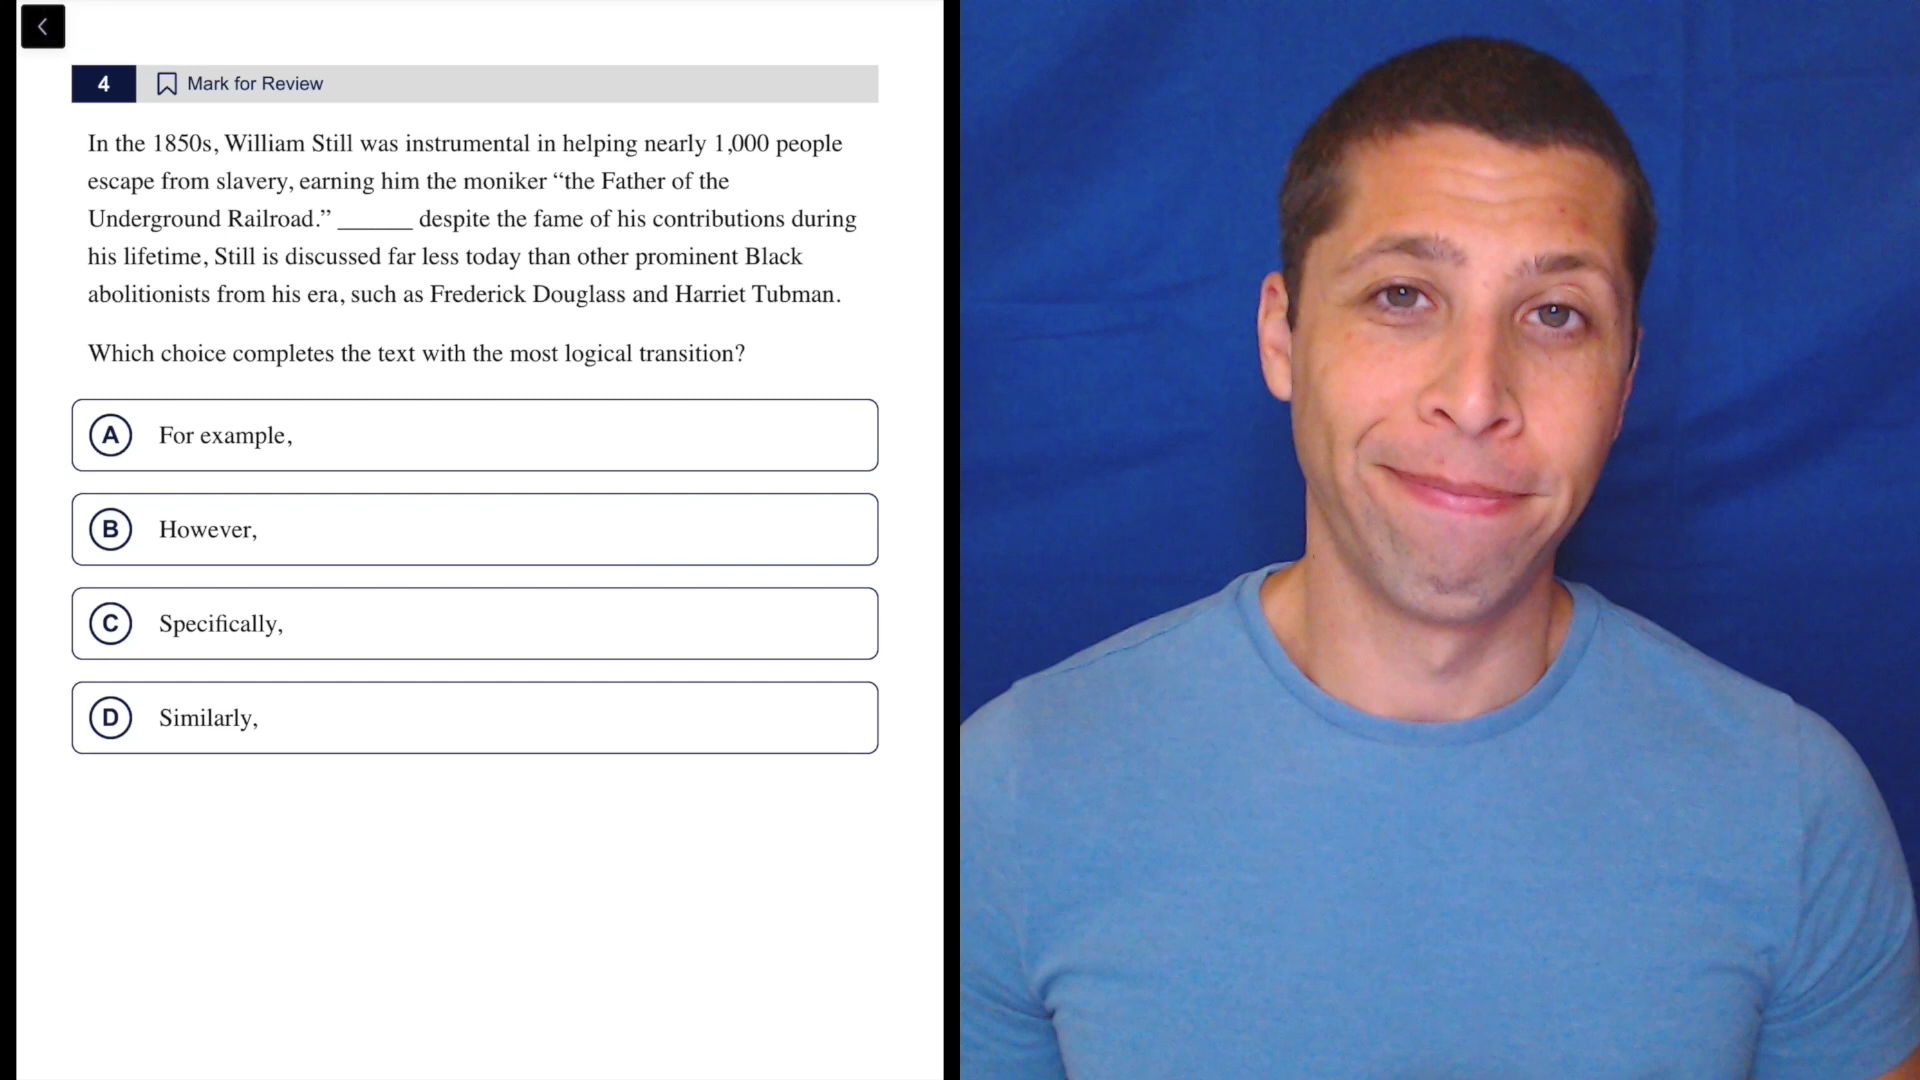 4 Mark for Review
In the 1850s, William Still was instrumental in helping nearly 1,000 people
escape from slavery, earning him the moniker “the Father of the
Underground Railroad.” ______ despite the fame of his contributions during
his lifetime, Still is discussed far less today than other prominent Black
abolitionists from his era, such as Frederick Douglass and Harriet Tubman.
Which choice completes the text with the most logical transition?
A For example,
B However,
C Specifically,
D Similarly,